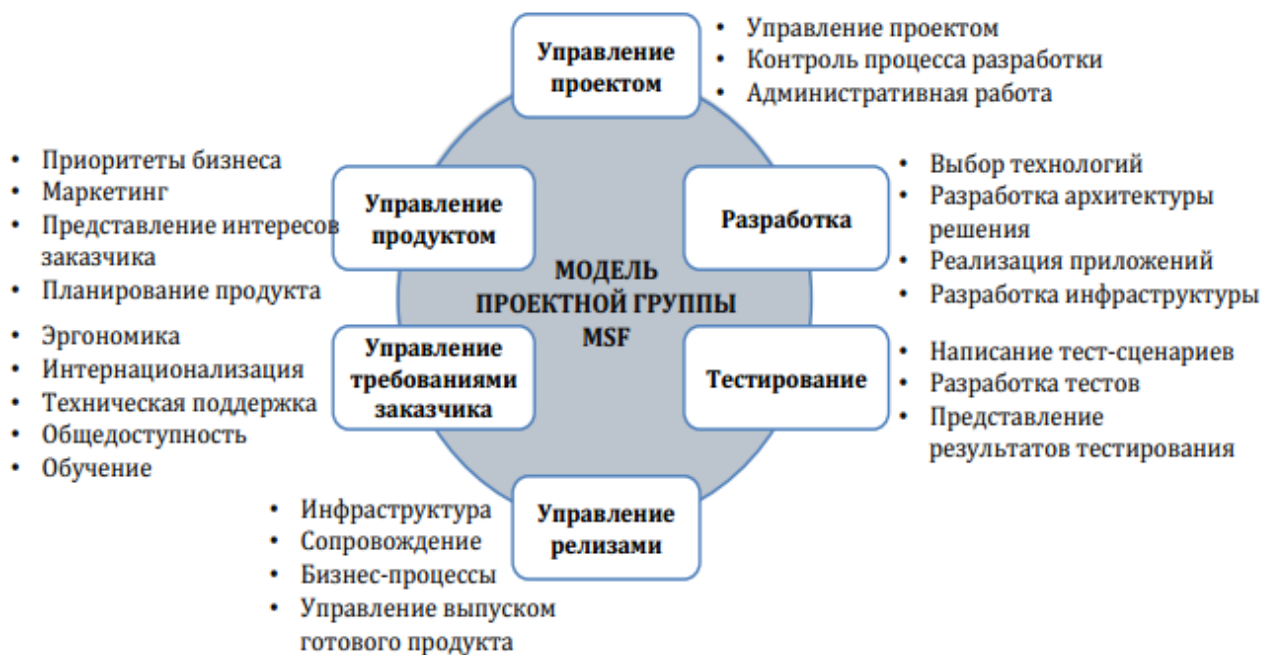 Управление
проектом
• Управление проектом
• Контроль процесса разработки
• Административная работа
• Приоритеты бизнеса
• Маркетинг
• Представление интересов
заказчика
• Планирование продукта
Управление
продуктом
Разработка
• Выбор технологий
• Разработка архитектуры
решения
• Реализация приложений
• Разработка инфраструктуры
МОДЕЛЬ
ПРОЕКТНОЙ ГРУППЫ
MSF
• Эргономика
• Интернационализация
• Техническая поддержка
• Общедоступность
• Обучение
Управление
требованиями
заказчика
Тестирование
• Написание тест-сценариев
• Разработка тестов
• Представление
результатов тестирования
• Инфраструктура
• Сопровождение
• Бизнес-процессы
• Управление выпуском
готового продукта
Управление
релизами